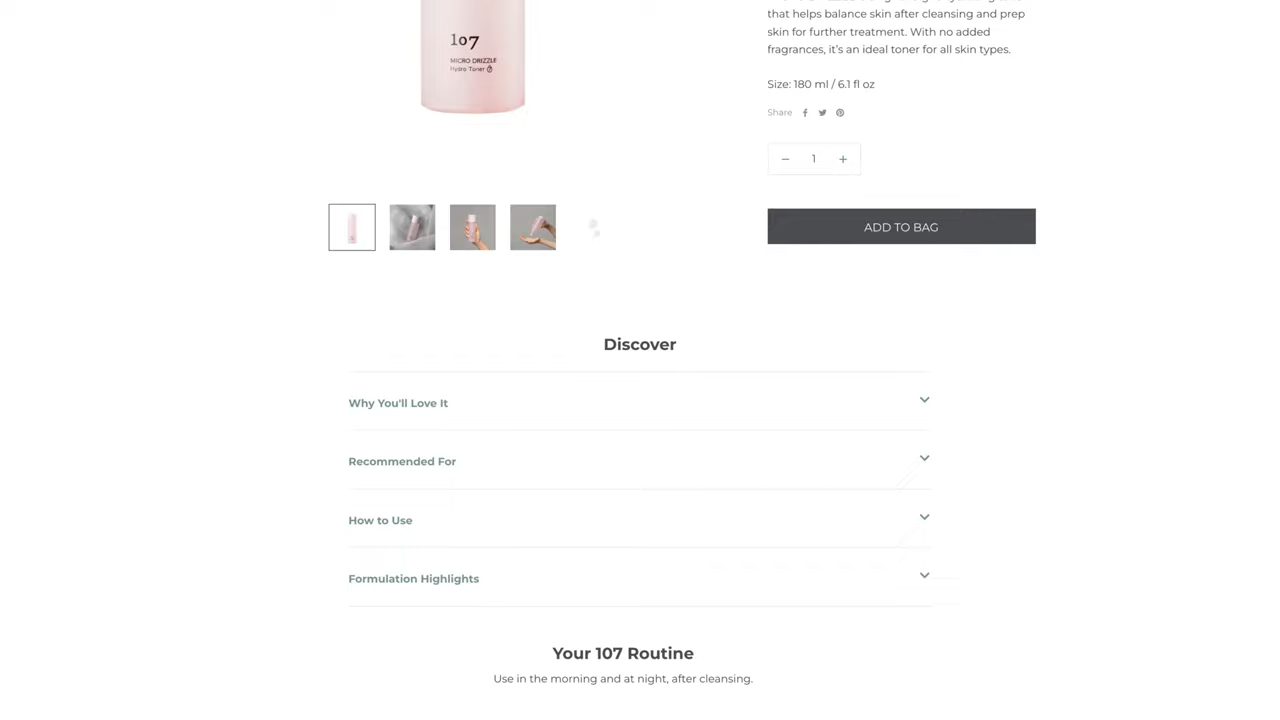 107
MICRO DRIZZLE
Hydro Toner
that helps balance skin after cleansing and prep
skin for further treatment. With no added
fragrances, it’s an ideal toner for all skin types.
Size: 180 ml / 6.1 fl oz
Share
1
ADD TO BAG
Discover
Why You'll Love It
Recommended For
How to Use
Formulation Highlights
Your 107 Routine
Use in the morning and at night, after cleansing.